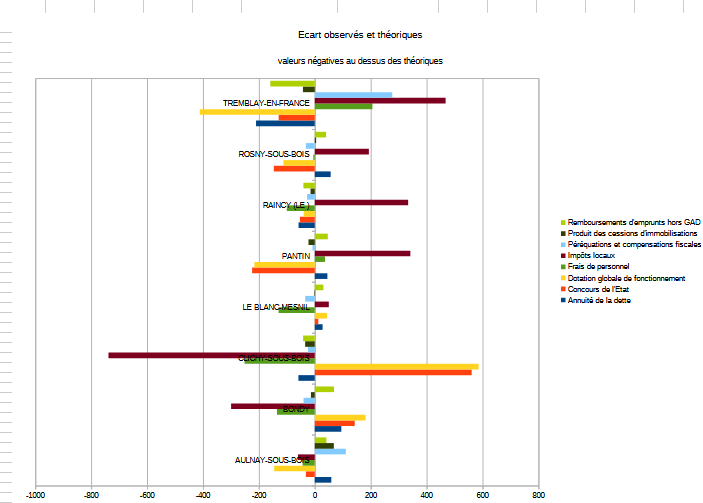 Ecart observés et théoriques
valeurs négatives au dessus des théoriques
TREMBLAY-EN-FRANCE
ROSNY-SOUS-BOIS
RAINCY (LE )
PANTIN
LE BLANC-MESNIL
CLICHY-SOUS-BOIS
BONDY
AULNAY-SOUS-BOIS
-1000 -800 -600 -400 -200 0 200 400 600 800
Remboursements d'emprunts hors GAD
Produit des cessions d'immobilisations
Péréquations et compensations fiscales
Impôts locaux
Frais de personnel
Dotation globale de fonctionnement
Concours de l'Etat
Annuité de la dette